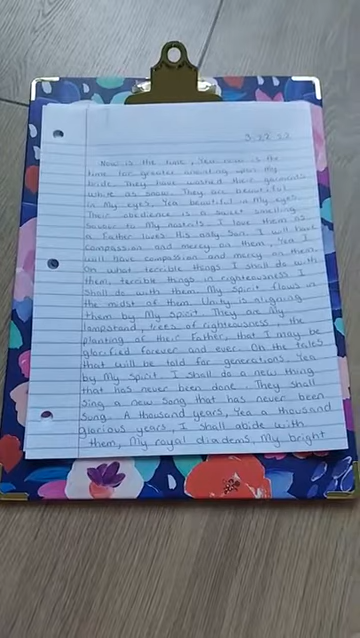 3.22.22
Now is the time, Yea now is the
time for greater anointing upon My
bride. They have washed their garments
white as snow. They are beautiful
in My eyes, Yea beautiful in My eyes.
Their obedience is a sweet smelling
Savior to My nostrils. I love them as
a Father loves His only Son. I will have
compassion and mercy on them, Yea I
will have compassion and mercy on them.
Oh what terrible things I shall do with
them, terrible things in righteousness I
shall do with them. My Spirit flows in
the midst of them. Unity is aligning
them by My Spirit. They are My
lampstand, trees of righteousness, the
planting of their Father, that I may be
glorified forever and ever. Oh the tales
that will be told for generations. Yea
by My Spirit I shall do a new thing
that has never been done. They shall
sing a new song that has never been
sung. A thousand years, Yea a thousand
glorious years, I shall abide with
them, My royal diadems, My bright